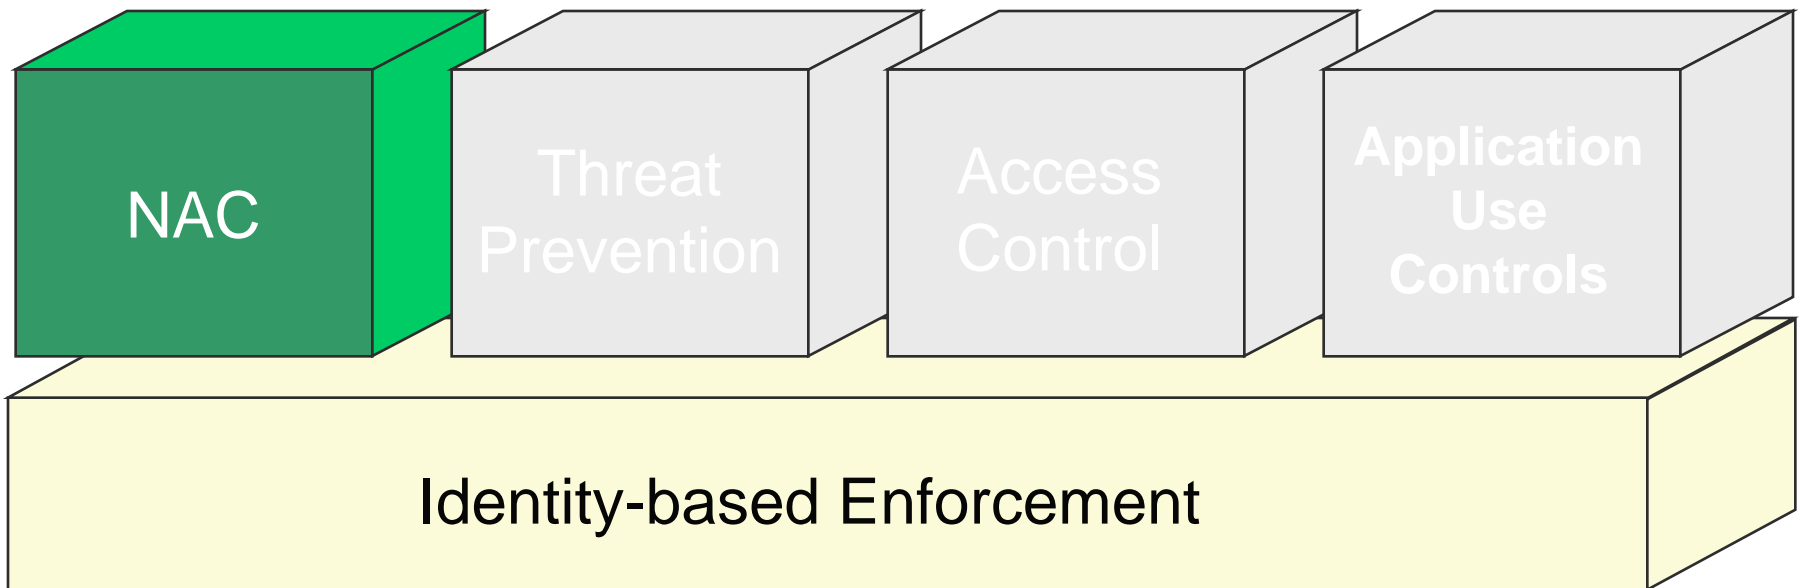 NAC
Threat
Prevention
Access
Control
Application
Use
Controls
Identity-based Enforcement